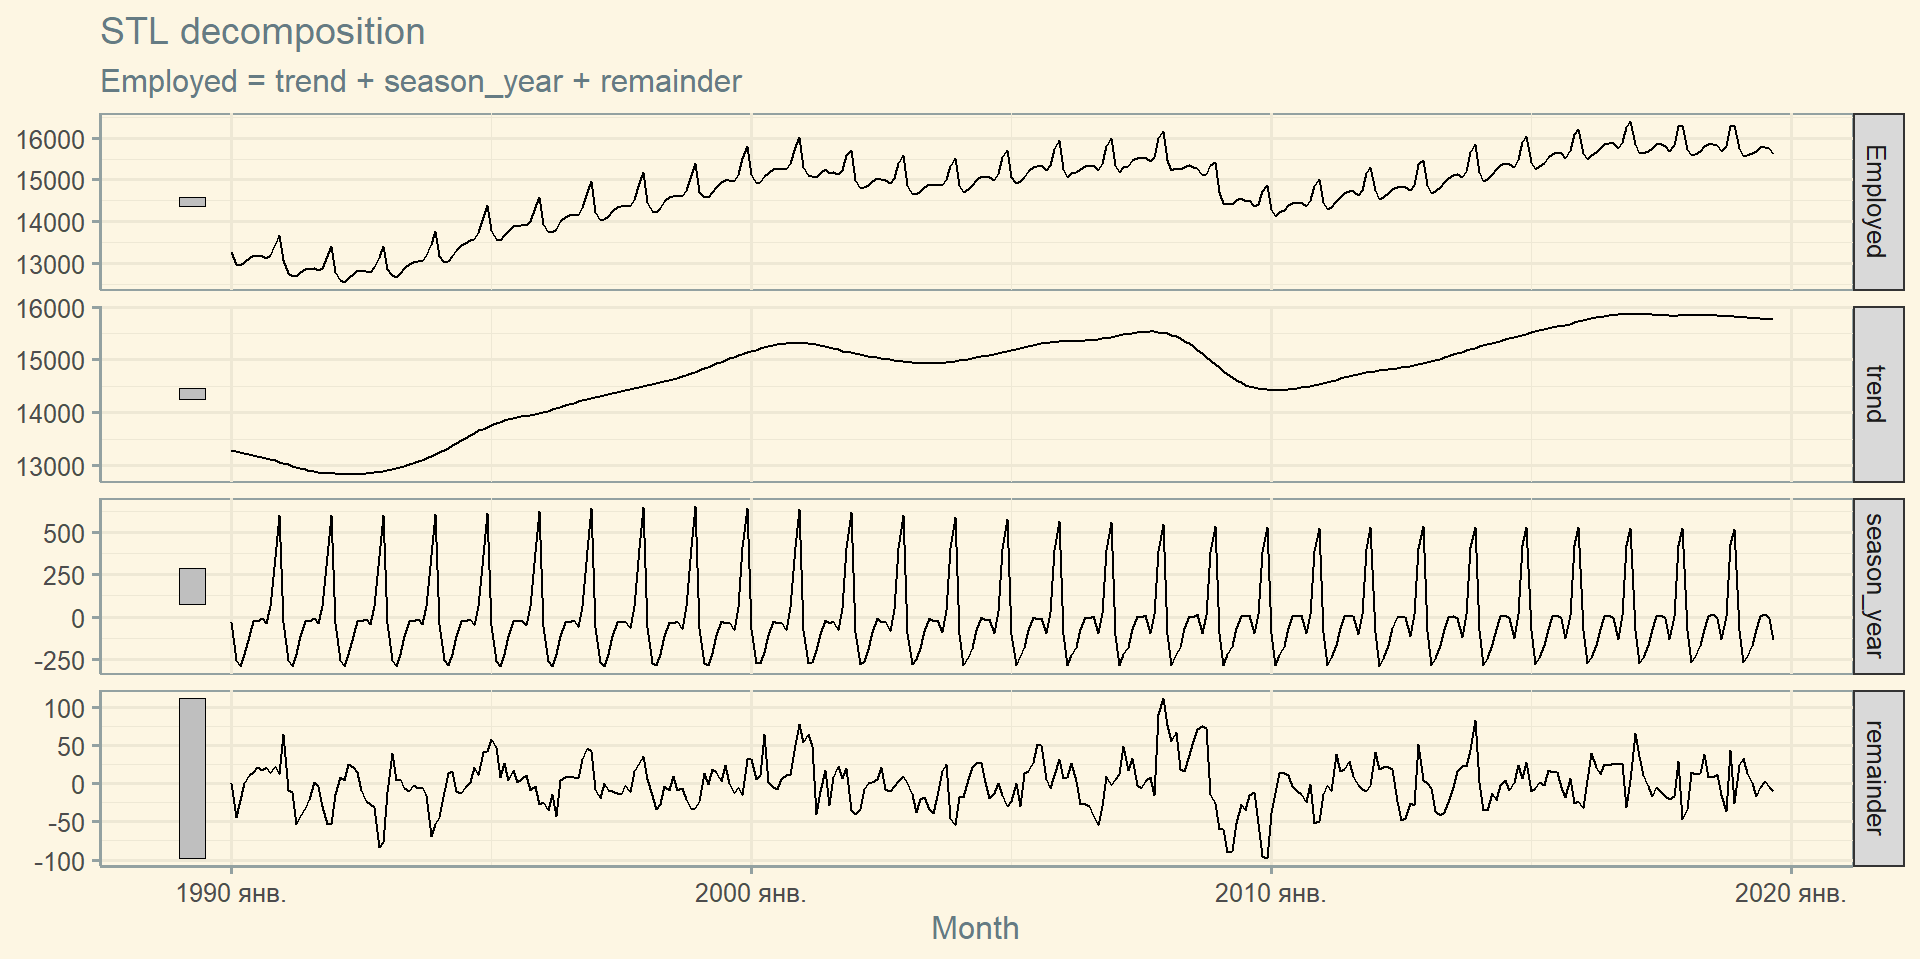 STL decomposition
Employed = trend + season_year + remainder
16000
15000
14000
13000
Employed
16000
15000
14000
13000
trend
500
250
0
-250
season_year
100
50
0
-50
-100
remainder
1990 янв.
2000 янв.
2010 янв.
2020 янв.
Month